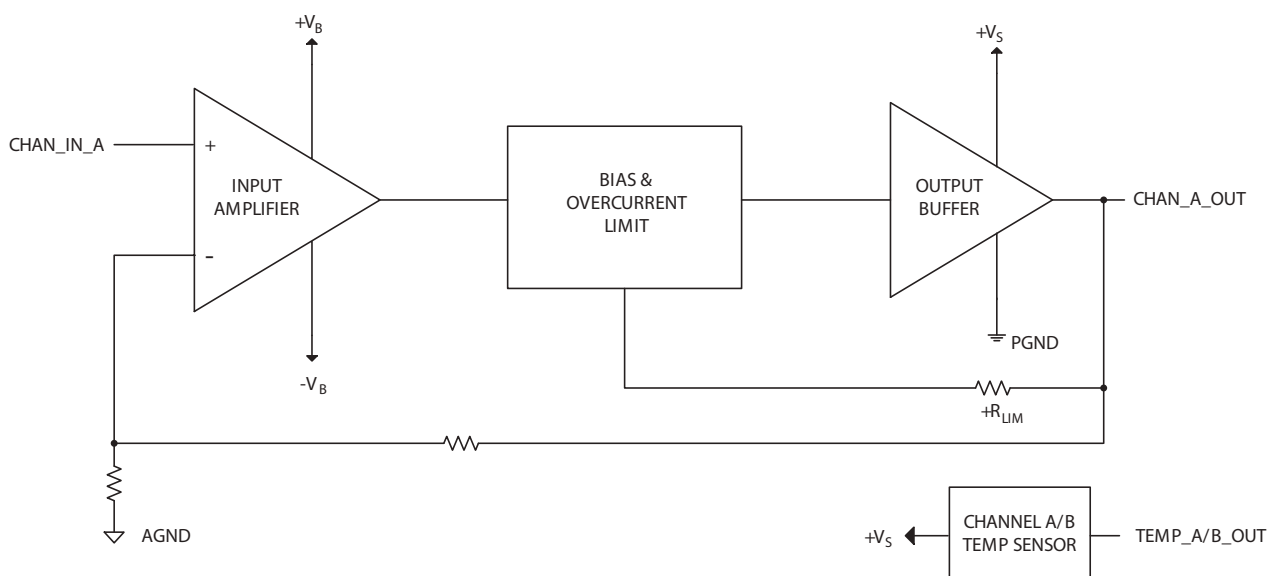 +VB
+VS
CHAN_IN_A
+
INPUT
AMPLIFIER
-
BIAS &
OVERCURRENT
LIMIT
OUTPUT
BUFFER
CHAN_A_OUT
PGND
-VB
+RLIM
AGND
+VS
CHANNEL A/B
TEMP SENSOR
TEMP_A/B_OUT